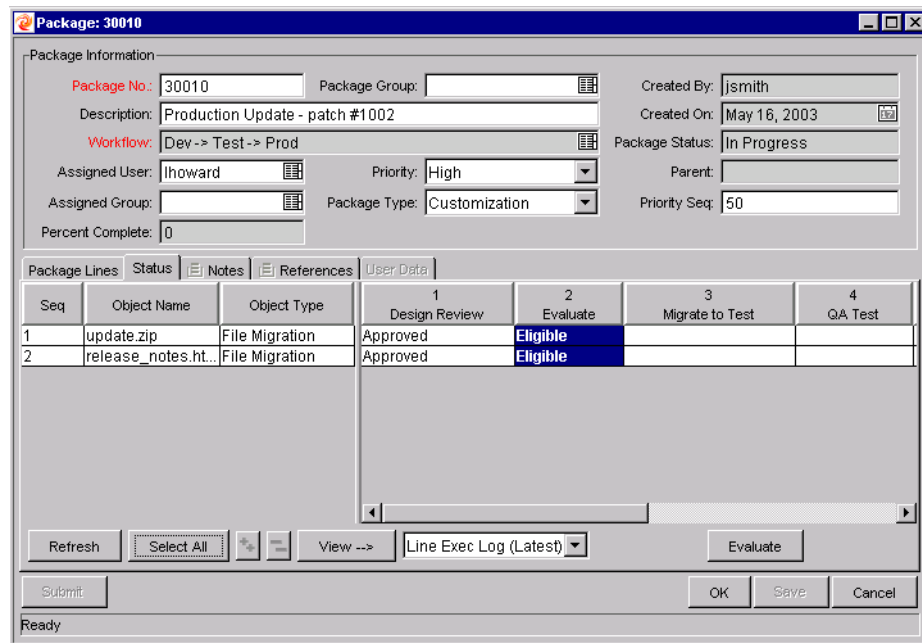 Package: 30010
Package Information
Package No.: 30010 Package Group: Created By: jsmith
Description: Production Update - patch #1002 Created On: May 16, 2003
Workflow: Dev -> Test -> Prod Package Status: In Progress
Assigned User: lhoward Priority: High Parent:
Assigned Group: Package Type: Customization Priority Seq: 50
Percent Complete: 0
Package Lines Status Notes References User Data
Seq Object Name Object Type 1 Design Review 2 Evaluate 3 Migrate to Test 4 QA Test
1 update.zip File Migration Approved Eligible
2 release_notes.ht... File Migration Approved Eligible
Refresh Select All View --> Line Exec Log (Latest) Evaluate
Submit OK Save Cancel
Ready